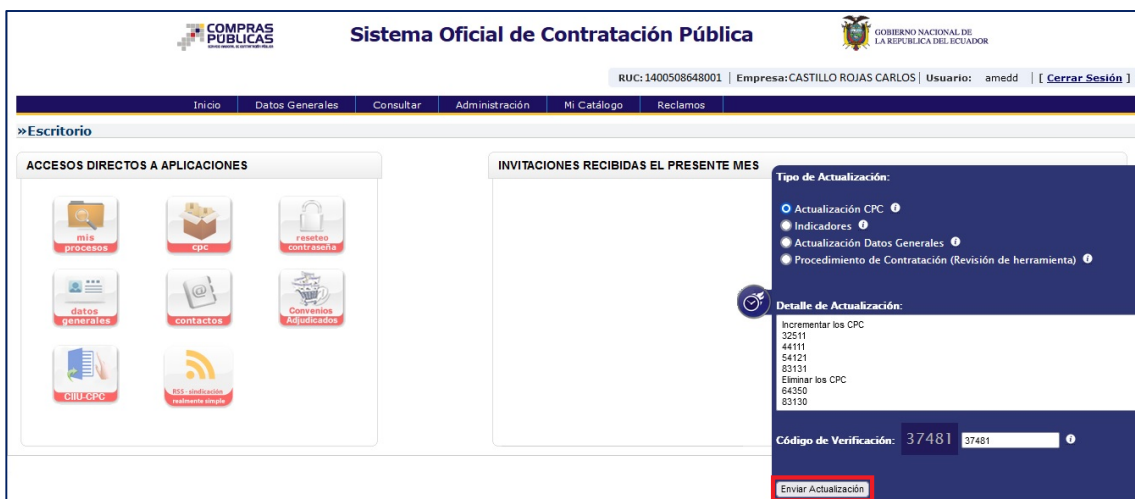 COMPRAS
PÚBLICAS
Sistema Oficial de Contratación Pública
GOBIERNO NACIONAL DE
LA REPUBLICA DEL ECUADOR
RUC: 1400508648001 | Empresa:CASTILLO ROJAS CARLOS | Usuario: amedd | [ Cerrar Sesión ]
Inicio Datos Generales Consultar Administración Mi Catálogo Reclamos
»Escritorio
ACCESOS DIRECTOS A APLICACIONES
mis
procesos
cpc
reseteo
contraseña
datos
generales
contactos
Convenios
Adjudicados
CIIU-CPC
RSS - sindicación
realmente simple
INVITACIONES RECIBIDAS EL PRESENTE MES
Tipo de Actualización:
Actualización CPC
Indicadores
Actualización Datos Generales
Procedimiento de Contratación (Revisión de herramienta)
Detalle de Actualización:
Incrementar los CPC
32511
44111
54121
83131
Eliminar los CPC
64350
83130
Código de Verificación: 37481 37481
Enviar Actualización